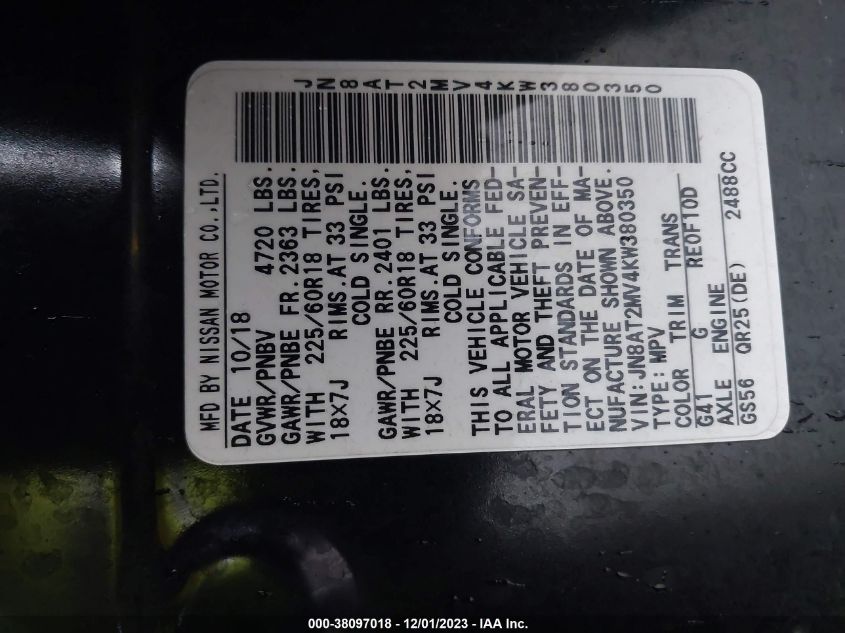 JN8AT2MV4KW380350
MFD BY NISSAN MOTOR CO.,LTD.
DATE 10/18
GVWR/PNBV 4720 LBS.
GAWR/PNBE FR. 2363 LBS.
WITH 225/60R18 TIRES,
18X7J RIMS. AT 33 PSI
COLD SINGLE.
GAWR/PNBE RR. 2401 LBS.
WITH 225/60R18 TIRES,
18X7J RIMS. AT 33 PSI
COLD SINGLE.
THIS VEHICLE CONFORMS
TO ALL APPLICABLE FED-
ERAL MOTOR VEHICLE SA-
FETY AND THEFT PREVEN-
TION STANDARDS IN EFF-
ECT ON THE DATE OF MA-
NUFACTURE SHOWN ABOVE.
VIN: JN8AT2MV4KW380350
TYPE: MPV
COLOR TRIM TRANS
G41 G RE0F10D
AXLE ENGINE
GS56 QR25(DE) 2488CC
000-38097018 - 12/01/2023 - IAA Inc.